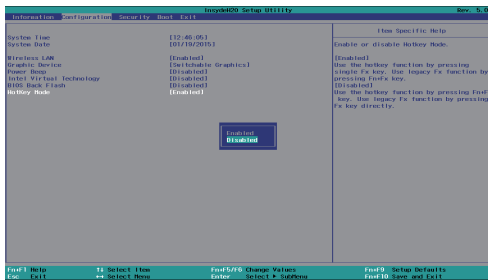 InsydeH20 Setup Utility Rev. 5.0
Information Configuration Security Boot Exit
System Time [12:46:05]
System Date [01/19/2015]
Wireless LAN [Enabled]
Graphic Device [Switchable Graphics]
Power Beep [Disabled]
Intel Virtual Technology [Disabled]
BIOS Back Flash [Disabled]
HotKey Mode [Enabled]
Enabled
Disabled
Item Specific Help
Enable or disable Hotkey Mode.
[Enabled]
Use the hotkey function by pressing
single Fx key. Use legacy Fx function by
pressing Fn+Fx key.
[Disabled]
Use the hotkey function by pressing Fn+F
key. Use legacy Fx function by pressing
Fx key directly.
Fn+F1 Help ↑↓ Select Item Fn+F5/F6 Change Values Fn+F9 Setup Defaults
Esc Exit ↔ Select Menu Enter Select ▶ SubMenu Fn+F10 Save and Exit